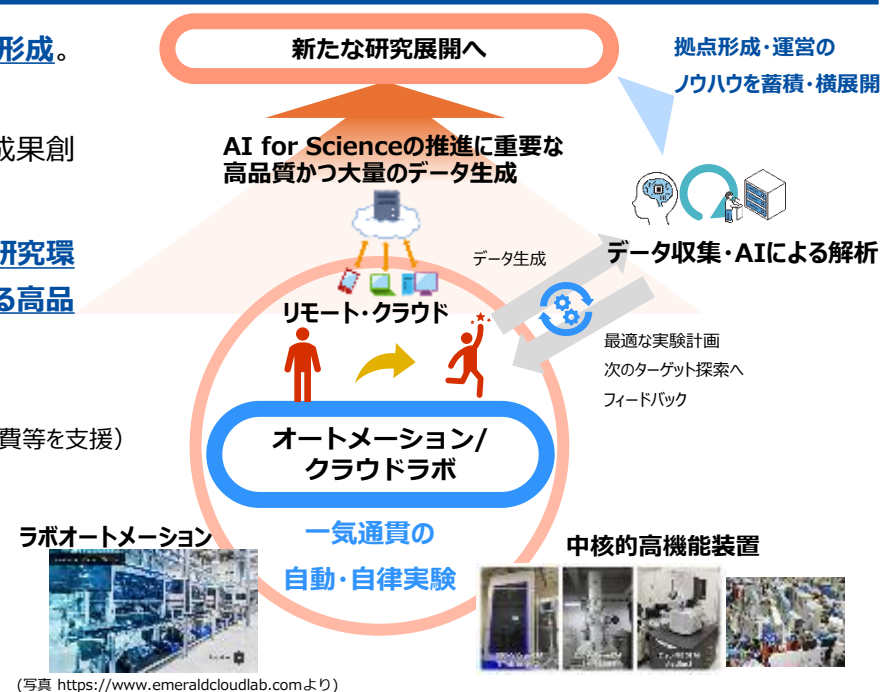 形成。
成果創
研究環
る高品
費等を支援）
新たな研究展開へ
拠点形成・運営の
ノウハウを蓄積・横展開
AI for Scienceの推進に重要な
高品質かつ大量のデータ生成
データ生成
データ収集・AIによる解析
リモート・クラウド
最適な実験計画
次のターゲット探索へ
フィードバック
オートメーション/
クラウドラボ
一気通貫の
自動・自律実験
ラボオートメーション
中核的高機能装置
(写真 https://www.emeraldcloudlab.comより)